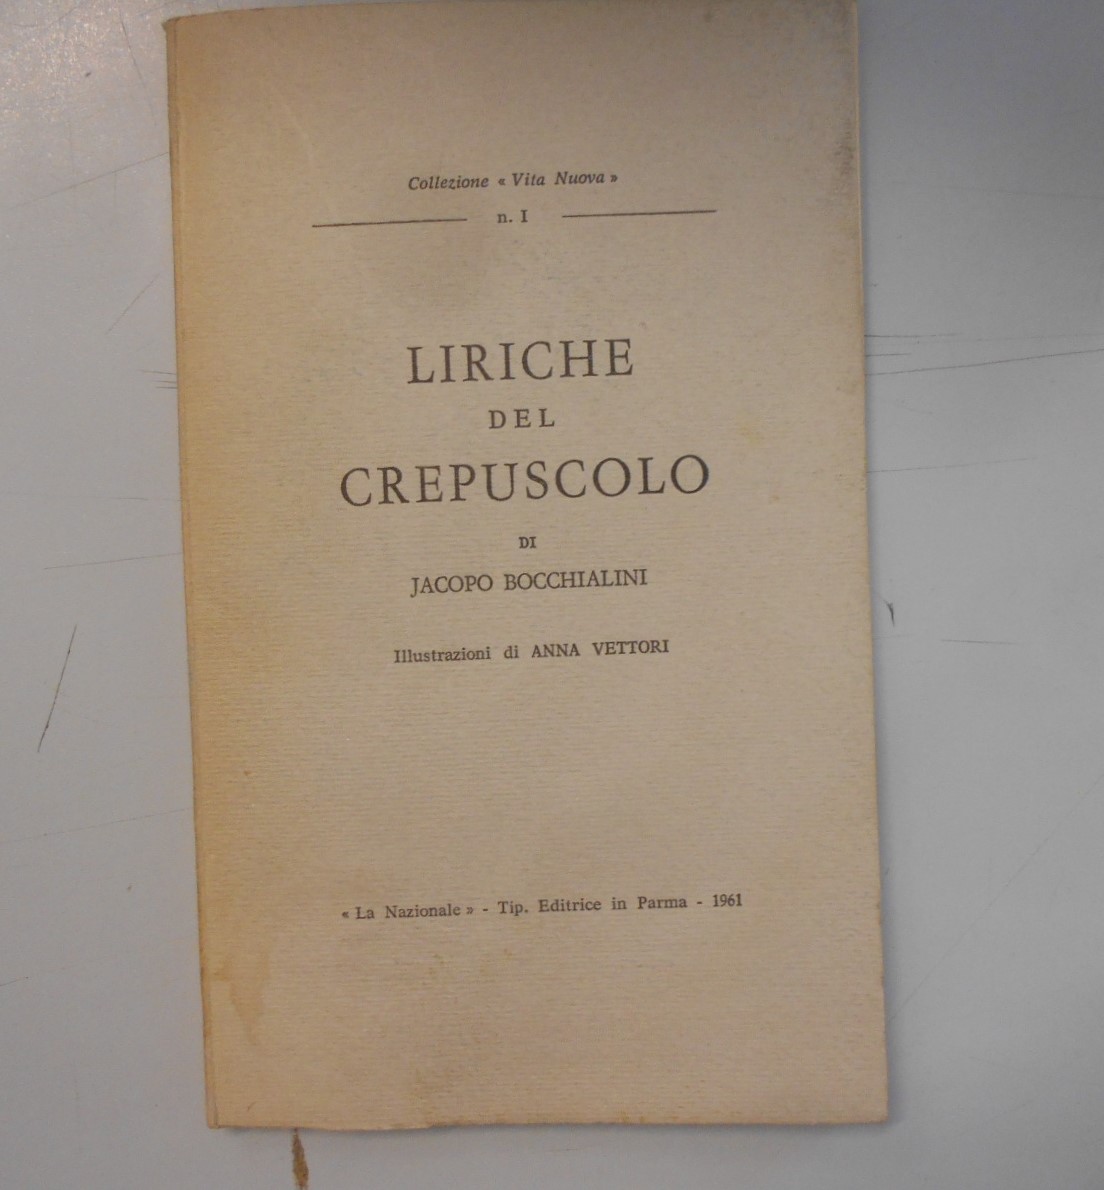 Collezione « Vita Nuova »
n. I
LIRICHE
DEL
CREPUSCOLO
DI
JACOPO BOCCHIALINI
Illustrazioni di ANNA VETTORI
« La Nazionale » - Tip. Editrice in Parma - 1961